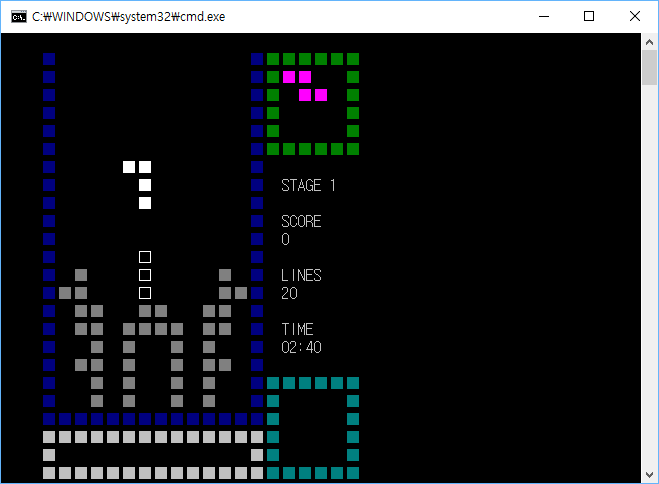 C:₩WINDOWS₩system32₩cmd.exe
STAGE 1
SCORE
0
LINES
20
TIME
02:40